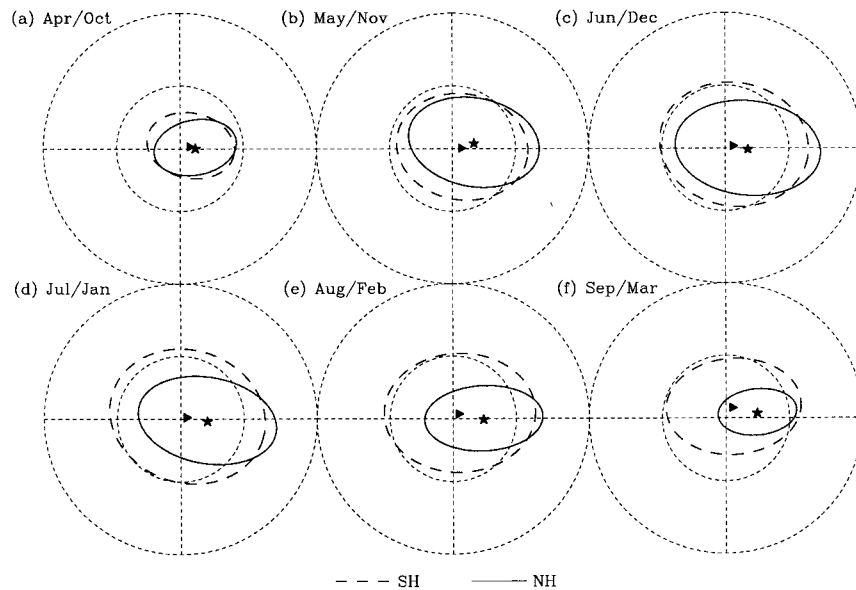 (a) Apr/Oct
(b) May/Nov
(c) Jun/Dec
(d) Jul/Jan
(e) Aug/Feb
(f) Sep/Mar
SH
NH